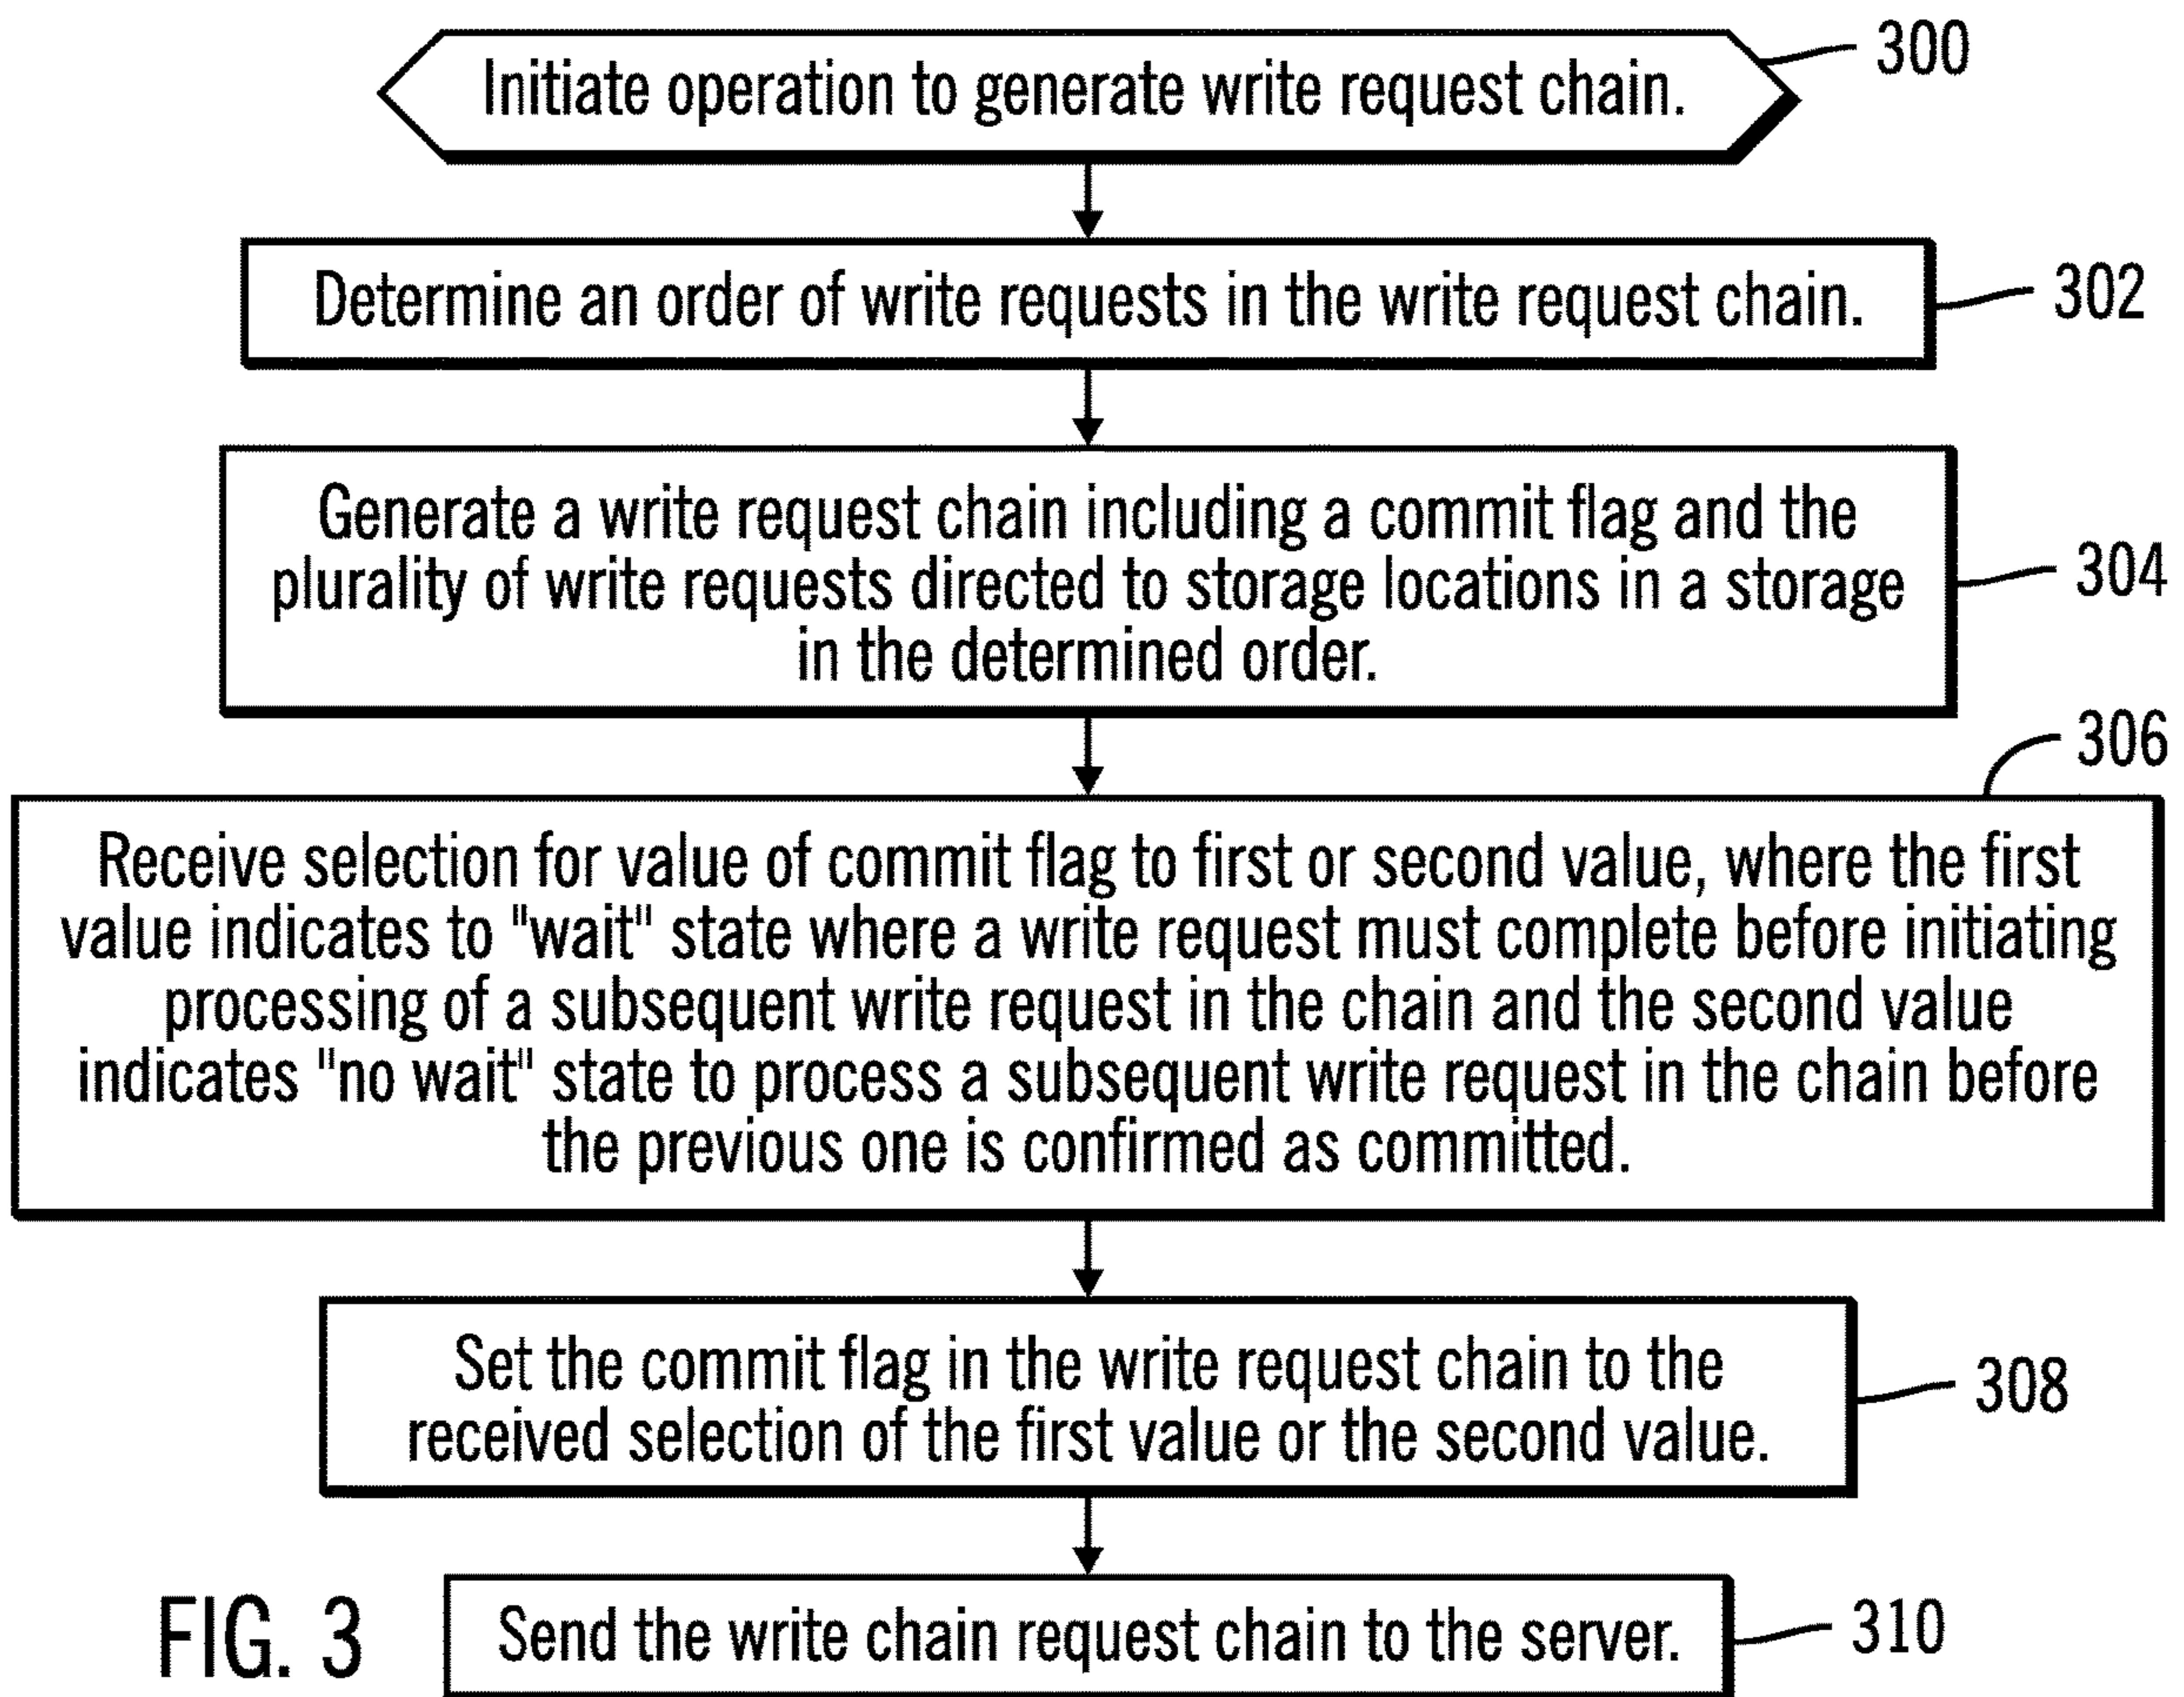 Initiate operation to generate write request chain.
300
Determine an order of write requests in the write request chain.
302
Generate a write request chain including a commit flag and the
plurality of write requests directed to storage locations in a storage
in the determined order.
304
306
Receive selection for value of commit flag to first or second value, where the first
value indicates to "wait" state where a write request must complete before initiating
processing of a subsequent write request in the chain and the second value
indicates "no wait" state to process a subsequent write request in the chain before
the previous one is confirmed as committed.
Set the commit flag in the write request chain to the
received selection of the first value or the second value.
308
FIG. 3
Send the write chain request chain to the server.
310